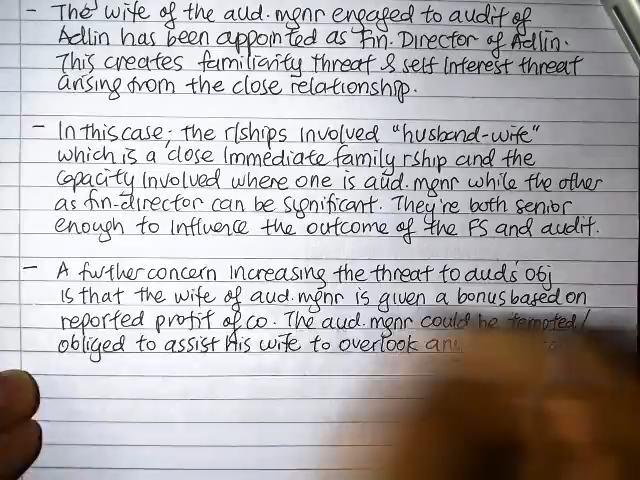 - The wife of the aud. mgnr engaged to audit of
Adlin has been appointed as Fin. Director of Adlin.
This creates familiarity threat & self Interest threat
arising from the close relationship.
- In this case, the r/ships involved "husband-wife"
which is a close Immediate family rship and the
capacity involved where one is aud. mgnr while the other
as fin-director can be significant. They're both senior
enough to influence the outcome of the FS and audit.
- A further concern increasing the threat to auds' obj
is that the wife of aud. mgnr is given a bonus based on
reported profit of co. The aud. mgnr could be tempted/
obliged to assist his wife to overlook